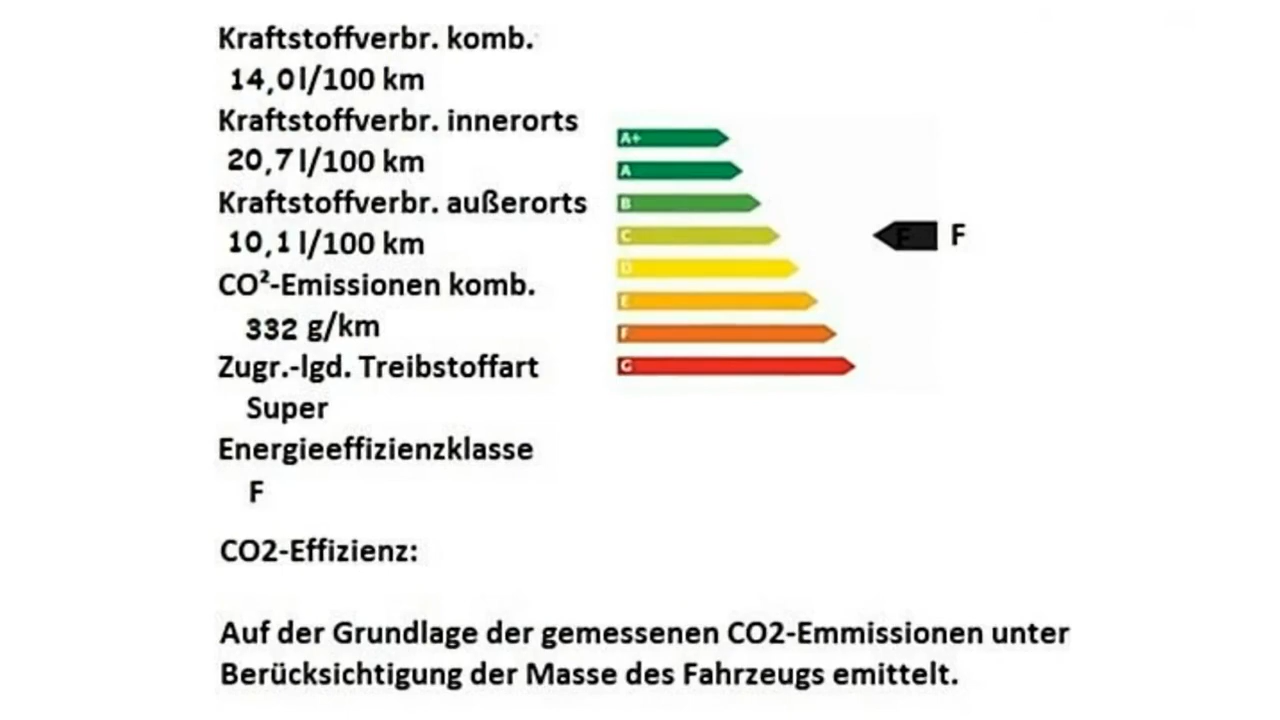 Kraftstoffverbr. komb.
14,0 l/100 km
Kraftstoffverbr. innerorts
20,7 l/100 km
Kraftstoffverbr. außerorts
10,1 l/100 km
CO²-Emissionen komb.
332 g/km
Zugr.-lgd. Treibstoffart
Super
Energieeffizienzklasse
F
A+
A
B
C
D
E
F
G
F F
CO2-Effizienz:
Auf der Grundlage der gemessenen CO2-Emmissionen unter
Berücksichtigung der Masse des Fahrzeugs emittelt.